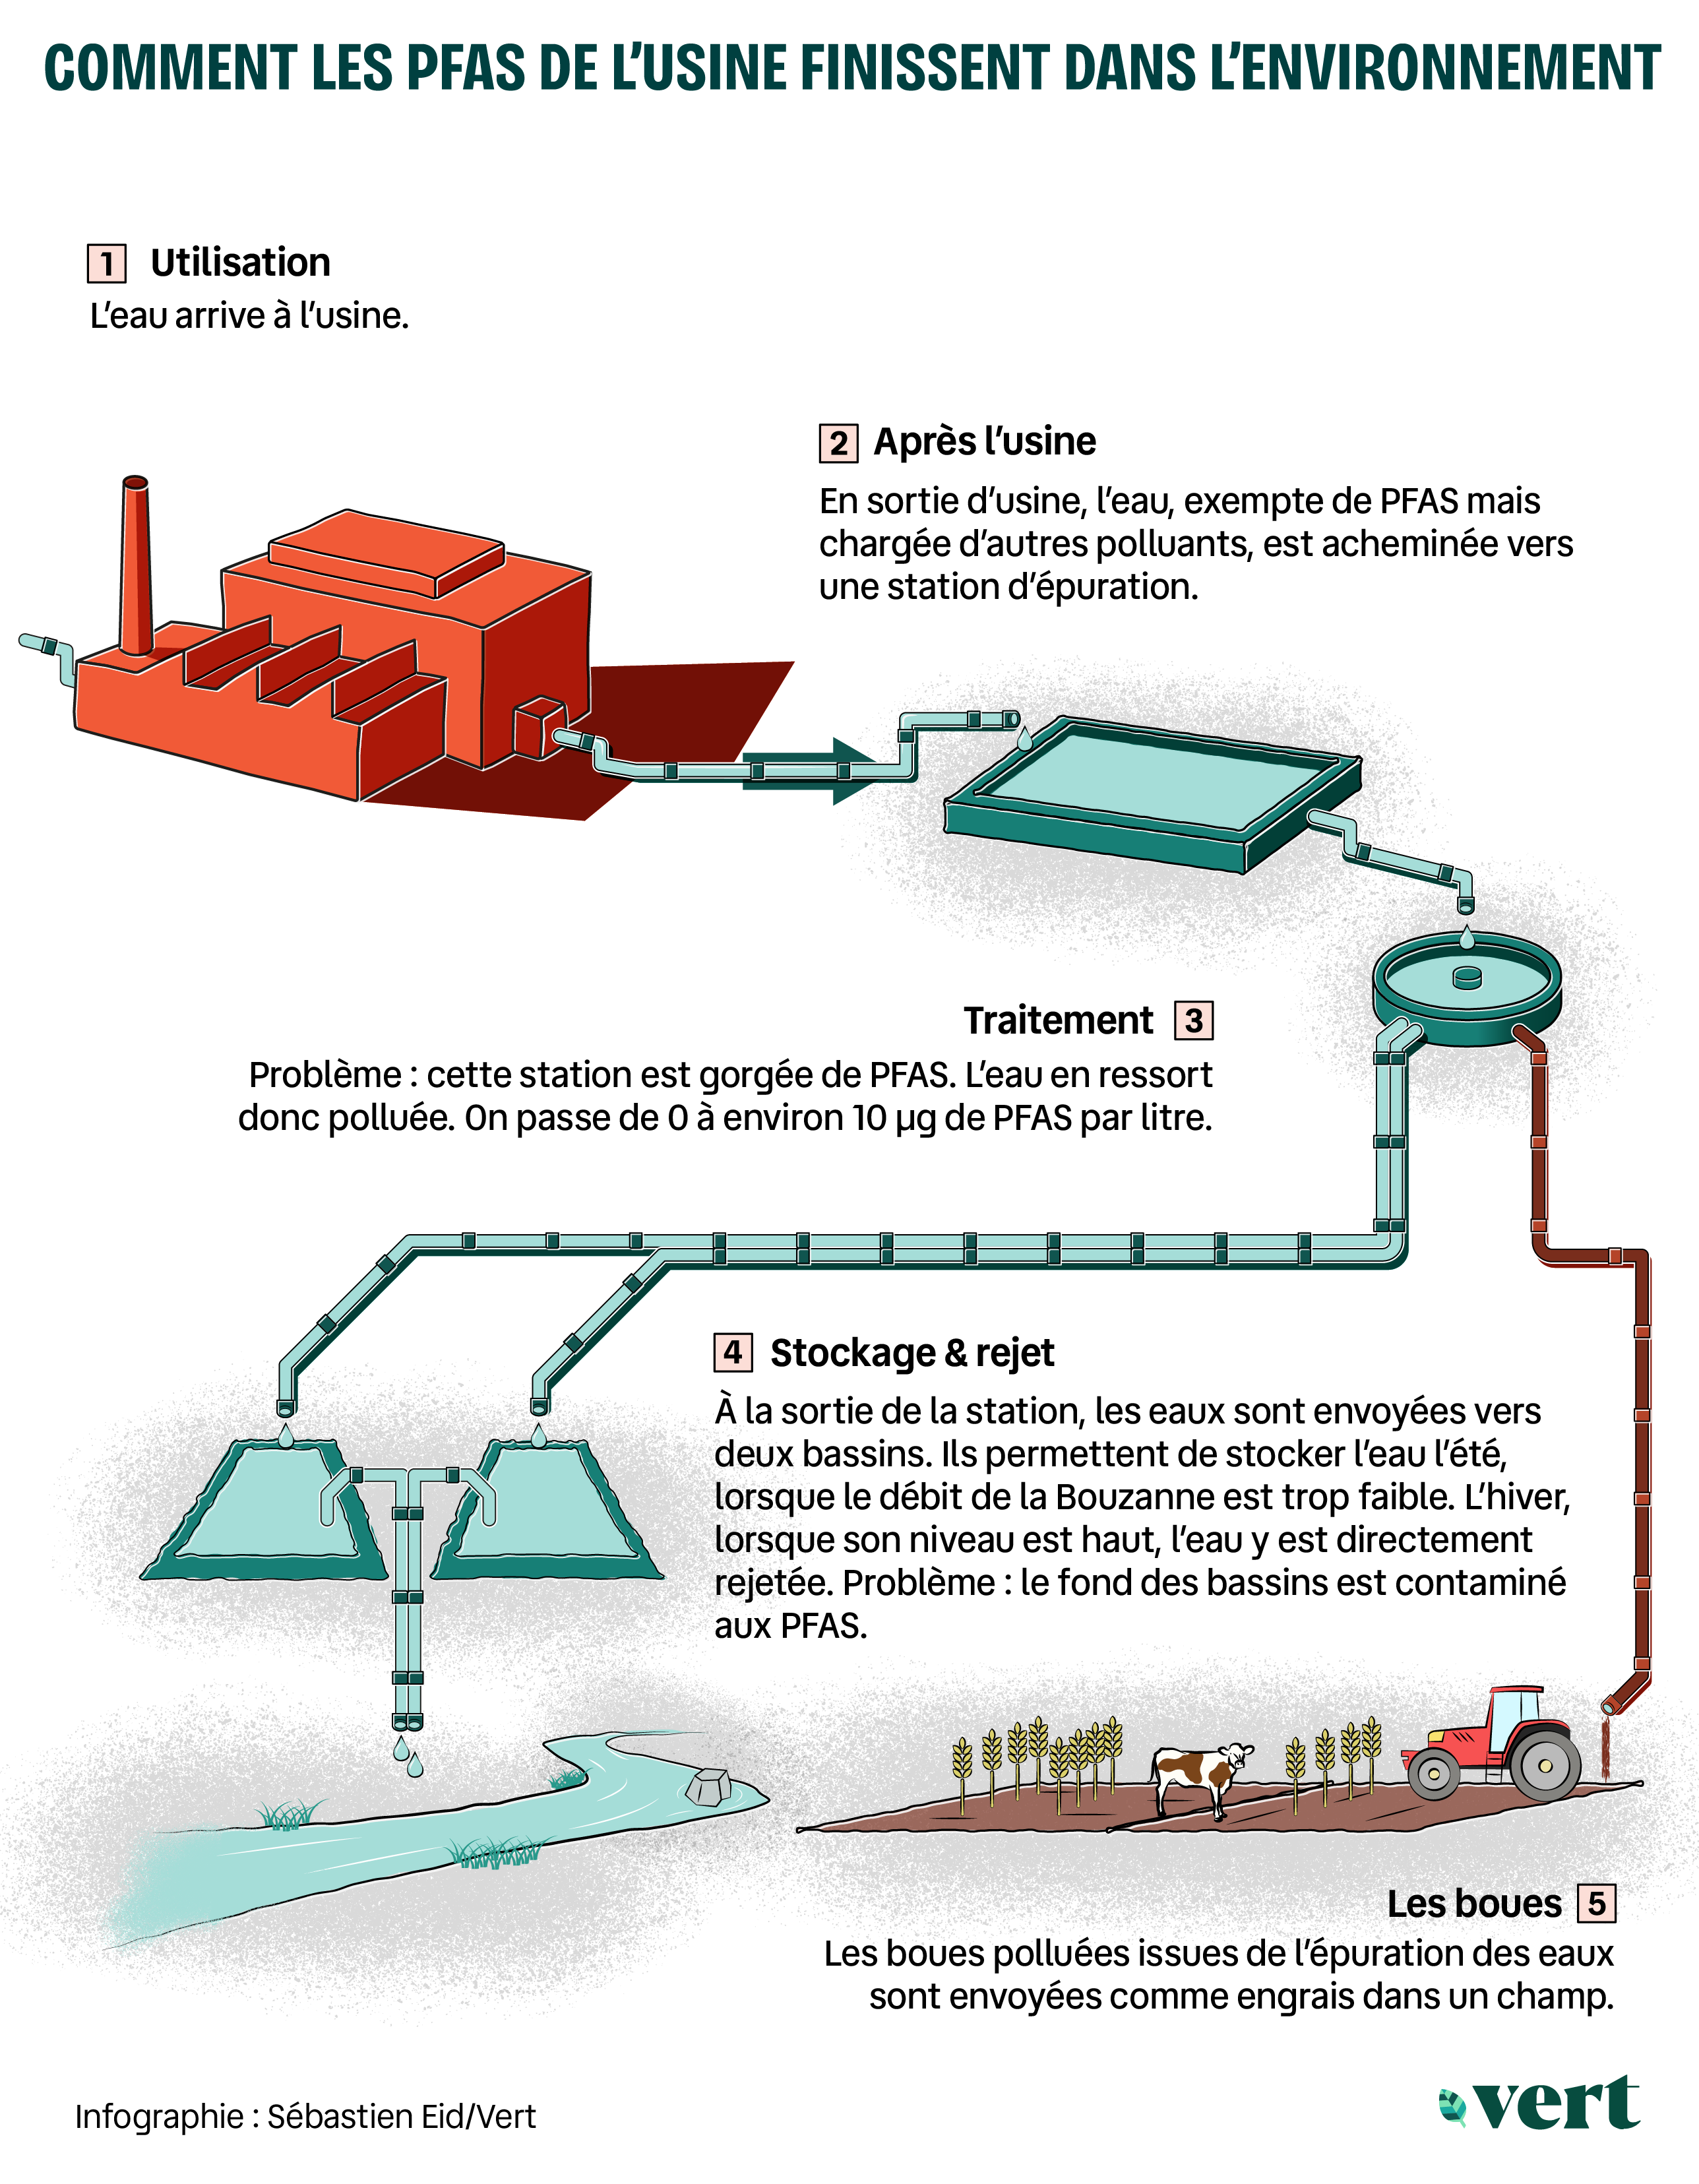 COMMENT LES PFAS DE L'USINE FINISSENT DANS L'ENVIRONNEMENT
1 Utilisation
L'eau arrive à l'usine.
2 Après l'usine
En sortie d'usine, l'eau, exempte de PFAS mais
chargée d'autres polluants, est acheminée vers
une station d'épuration.
Traitement 3
Problème : cette station est gorgée de PFAS. L'eau en ressort
donc polluée. On passe de 0 à environ 10 µg de PFAS par litre.
4 Stockage & rejet
À la sortie de la station, les eaux sont envoyées vers
deux bassins. Ils permettent de stocker l'eau l'été,
lorsque le débit de la Bouzanne est trop faible. L'hiver,
lorsque son niveau est haut, l'eau y est directement
rejetée. Problème : le fond des bassins est contaminé
aux PFAS.
Les boues 5
Les boues polluées issues de l'épuration des eaux
sont envoyées comme engrais dans un champ.
Infographie : Sébastien Eid/Vert
vert